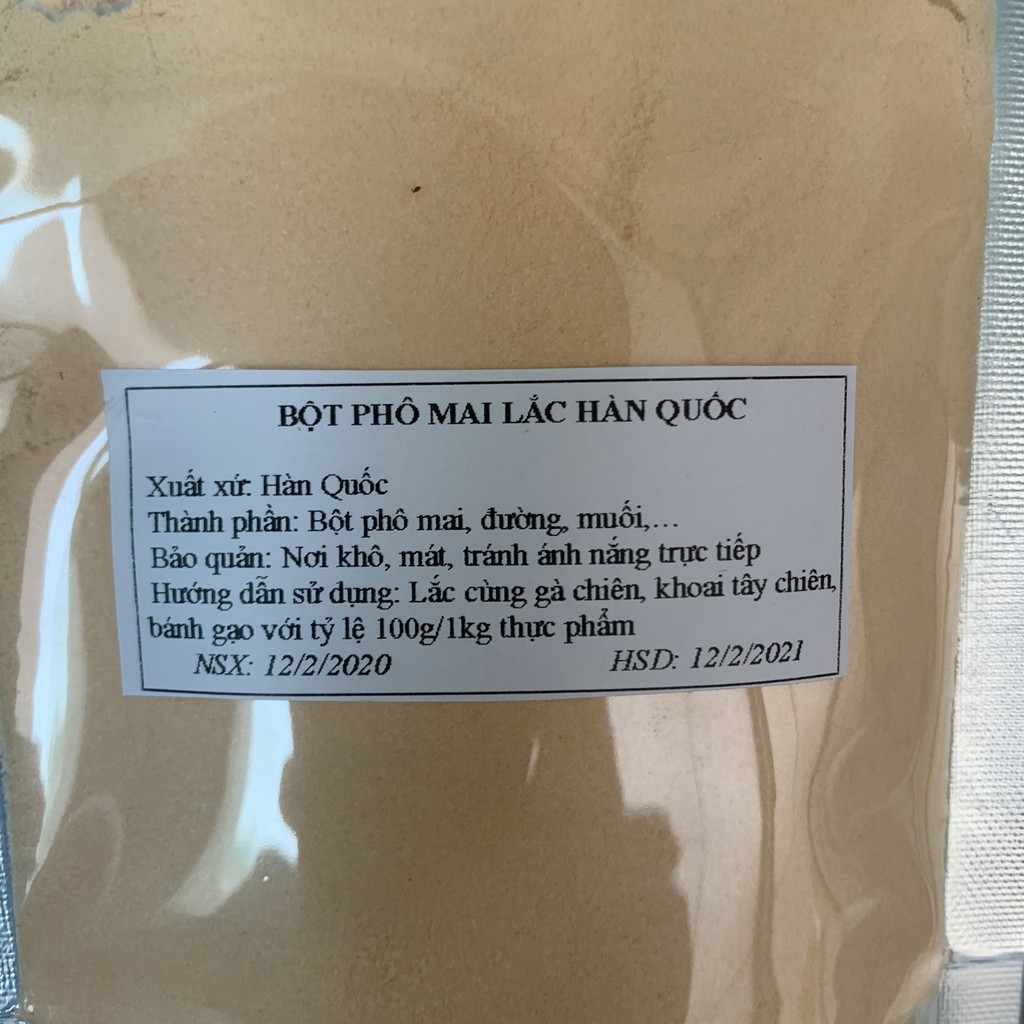 BỘT PHÔ MAI LẮC HÀN QUỐC
Xuất xứ: Hàn Quốc
Thành phần: Bột phô mai, đường, muối,...
Bảo quản: Nơi khô, mát, tránh ánh nắng trực tiếp
Hướng dẫn sử dụng: Lắc cùng gà chiên, khoai tây chiên,
bánh gạo với tỷ lệ 100g/1kg thực phẩm
NSX: 12/2/2020 HSD: 12/2/2021